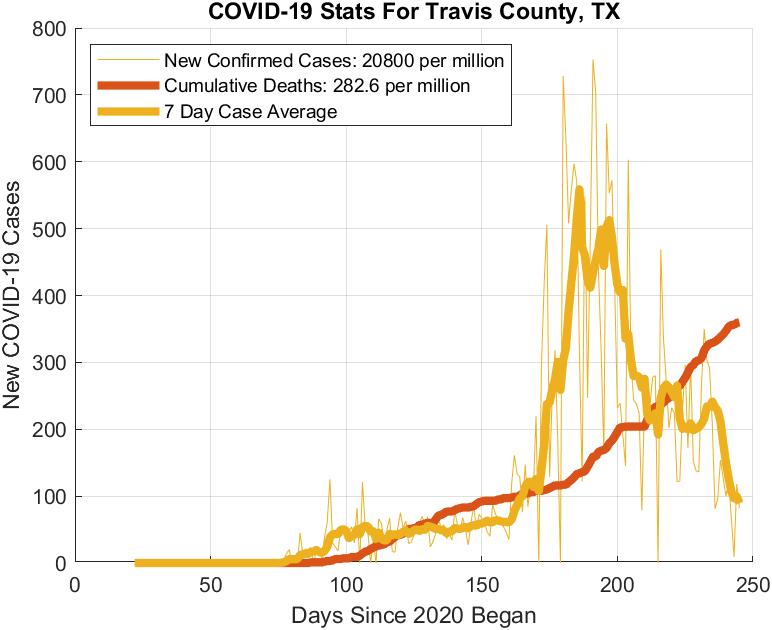 COVID-19 Stats For Travis County, TX
New Confirmed Cases: 20800 per million
Cumulative Deaths: 282.6 per million
7 Day Case Average
800
700
600
500
400
300
200
100
0
New COVID-19 Cases
0 50 100 150 200 250
Days Since 2020 Began